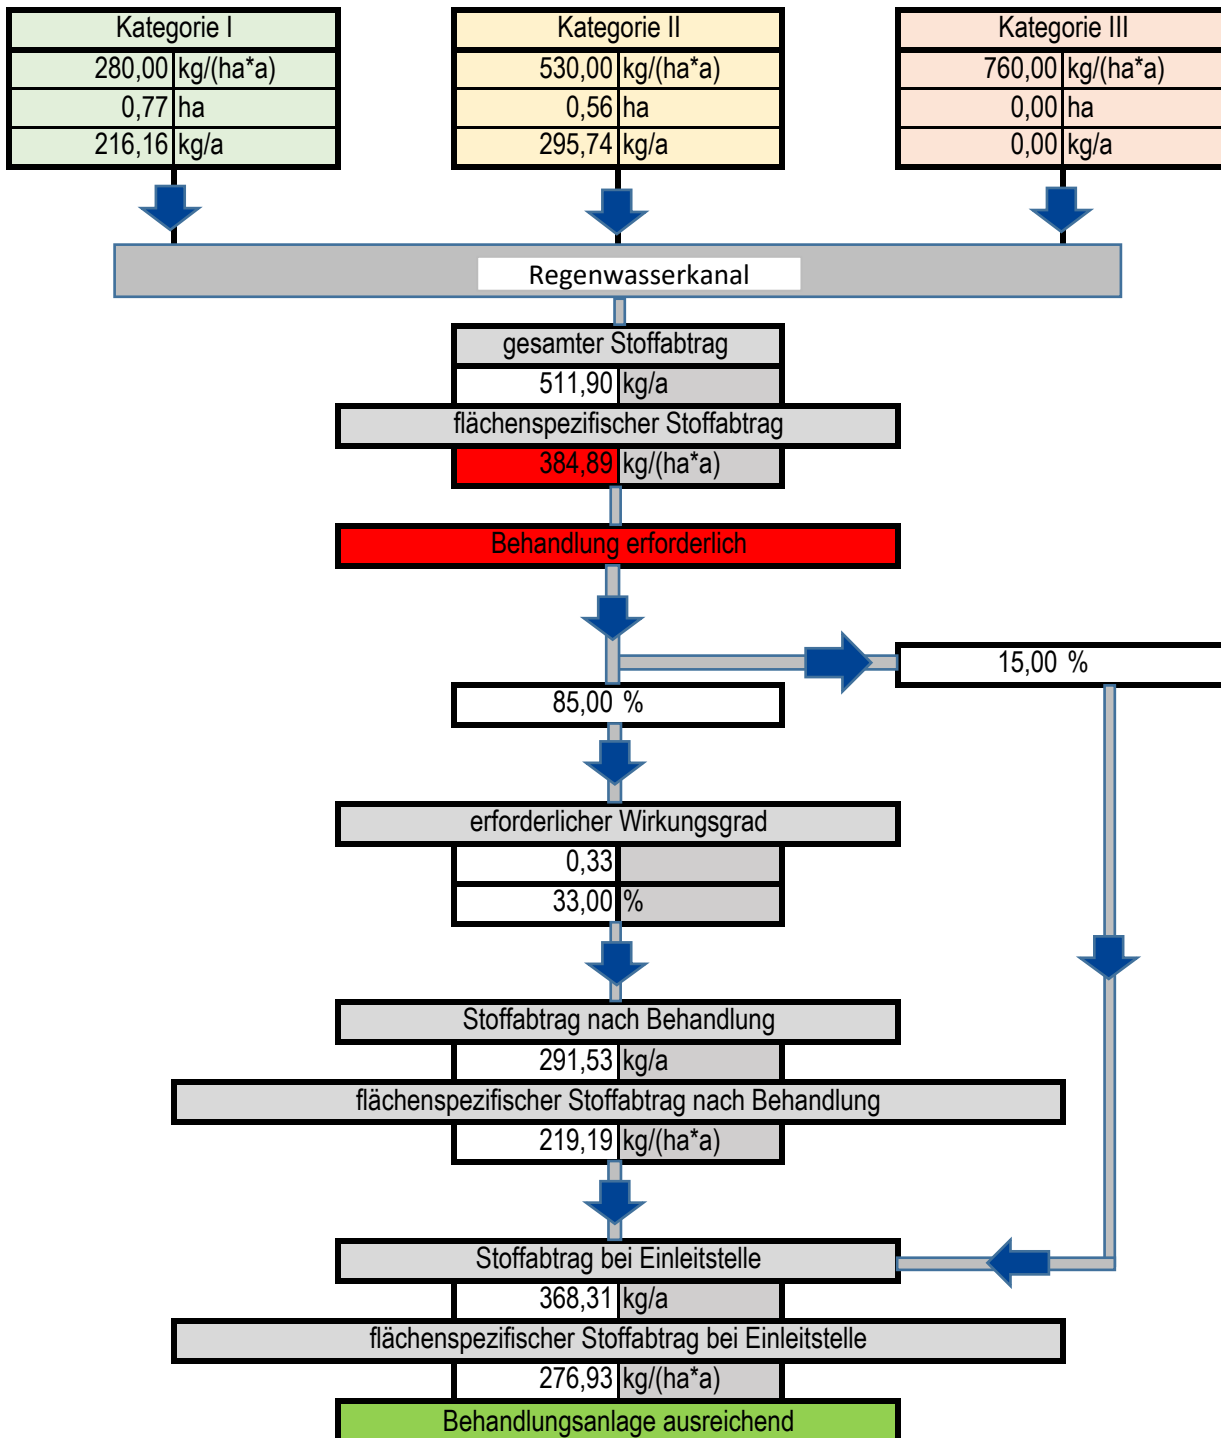 Kategorie I
280,00 kg/(ha*a)
0,77 ha
216,16 kg/a
Kategorie II
530,00 kg/(ha*a)
0,56 ha
295,74 kg/a
Kategorie III
760,00 kg/(ha*a)
0,00 ha
0,00 kg/a
Regenwasserkanal
gesamter Stoffabtrag
511,90 kg/a
flächenspezifischer Stoffabtrag
384,89 kg/(ha*a)
Behandlung erforderlich
15,00 %
85,00 %
erforderlicher Wirkungsgrad
0,33
33,00 %
Stoffabtrag nach Behandlung
291,53 kg/a
flächenspezifischer Stoffabtrag nach Behandlung
219,19 kg/(ha*a)
Stoffabtrag bei Einleitstelle
368,31 kg/a
flächenspezifischer Stoffabtrag bei Einleitstelle
276,93 kg/(ha*a)
Behandlungsanlage ausreichend